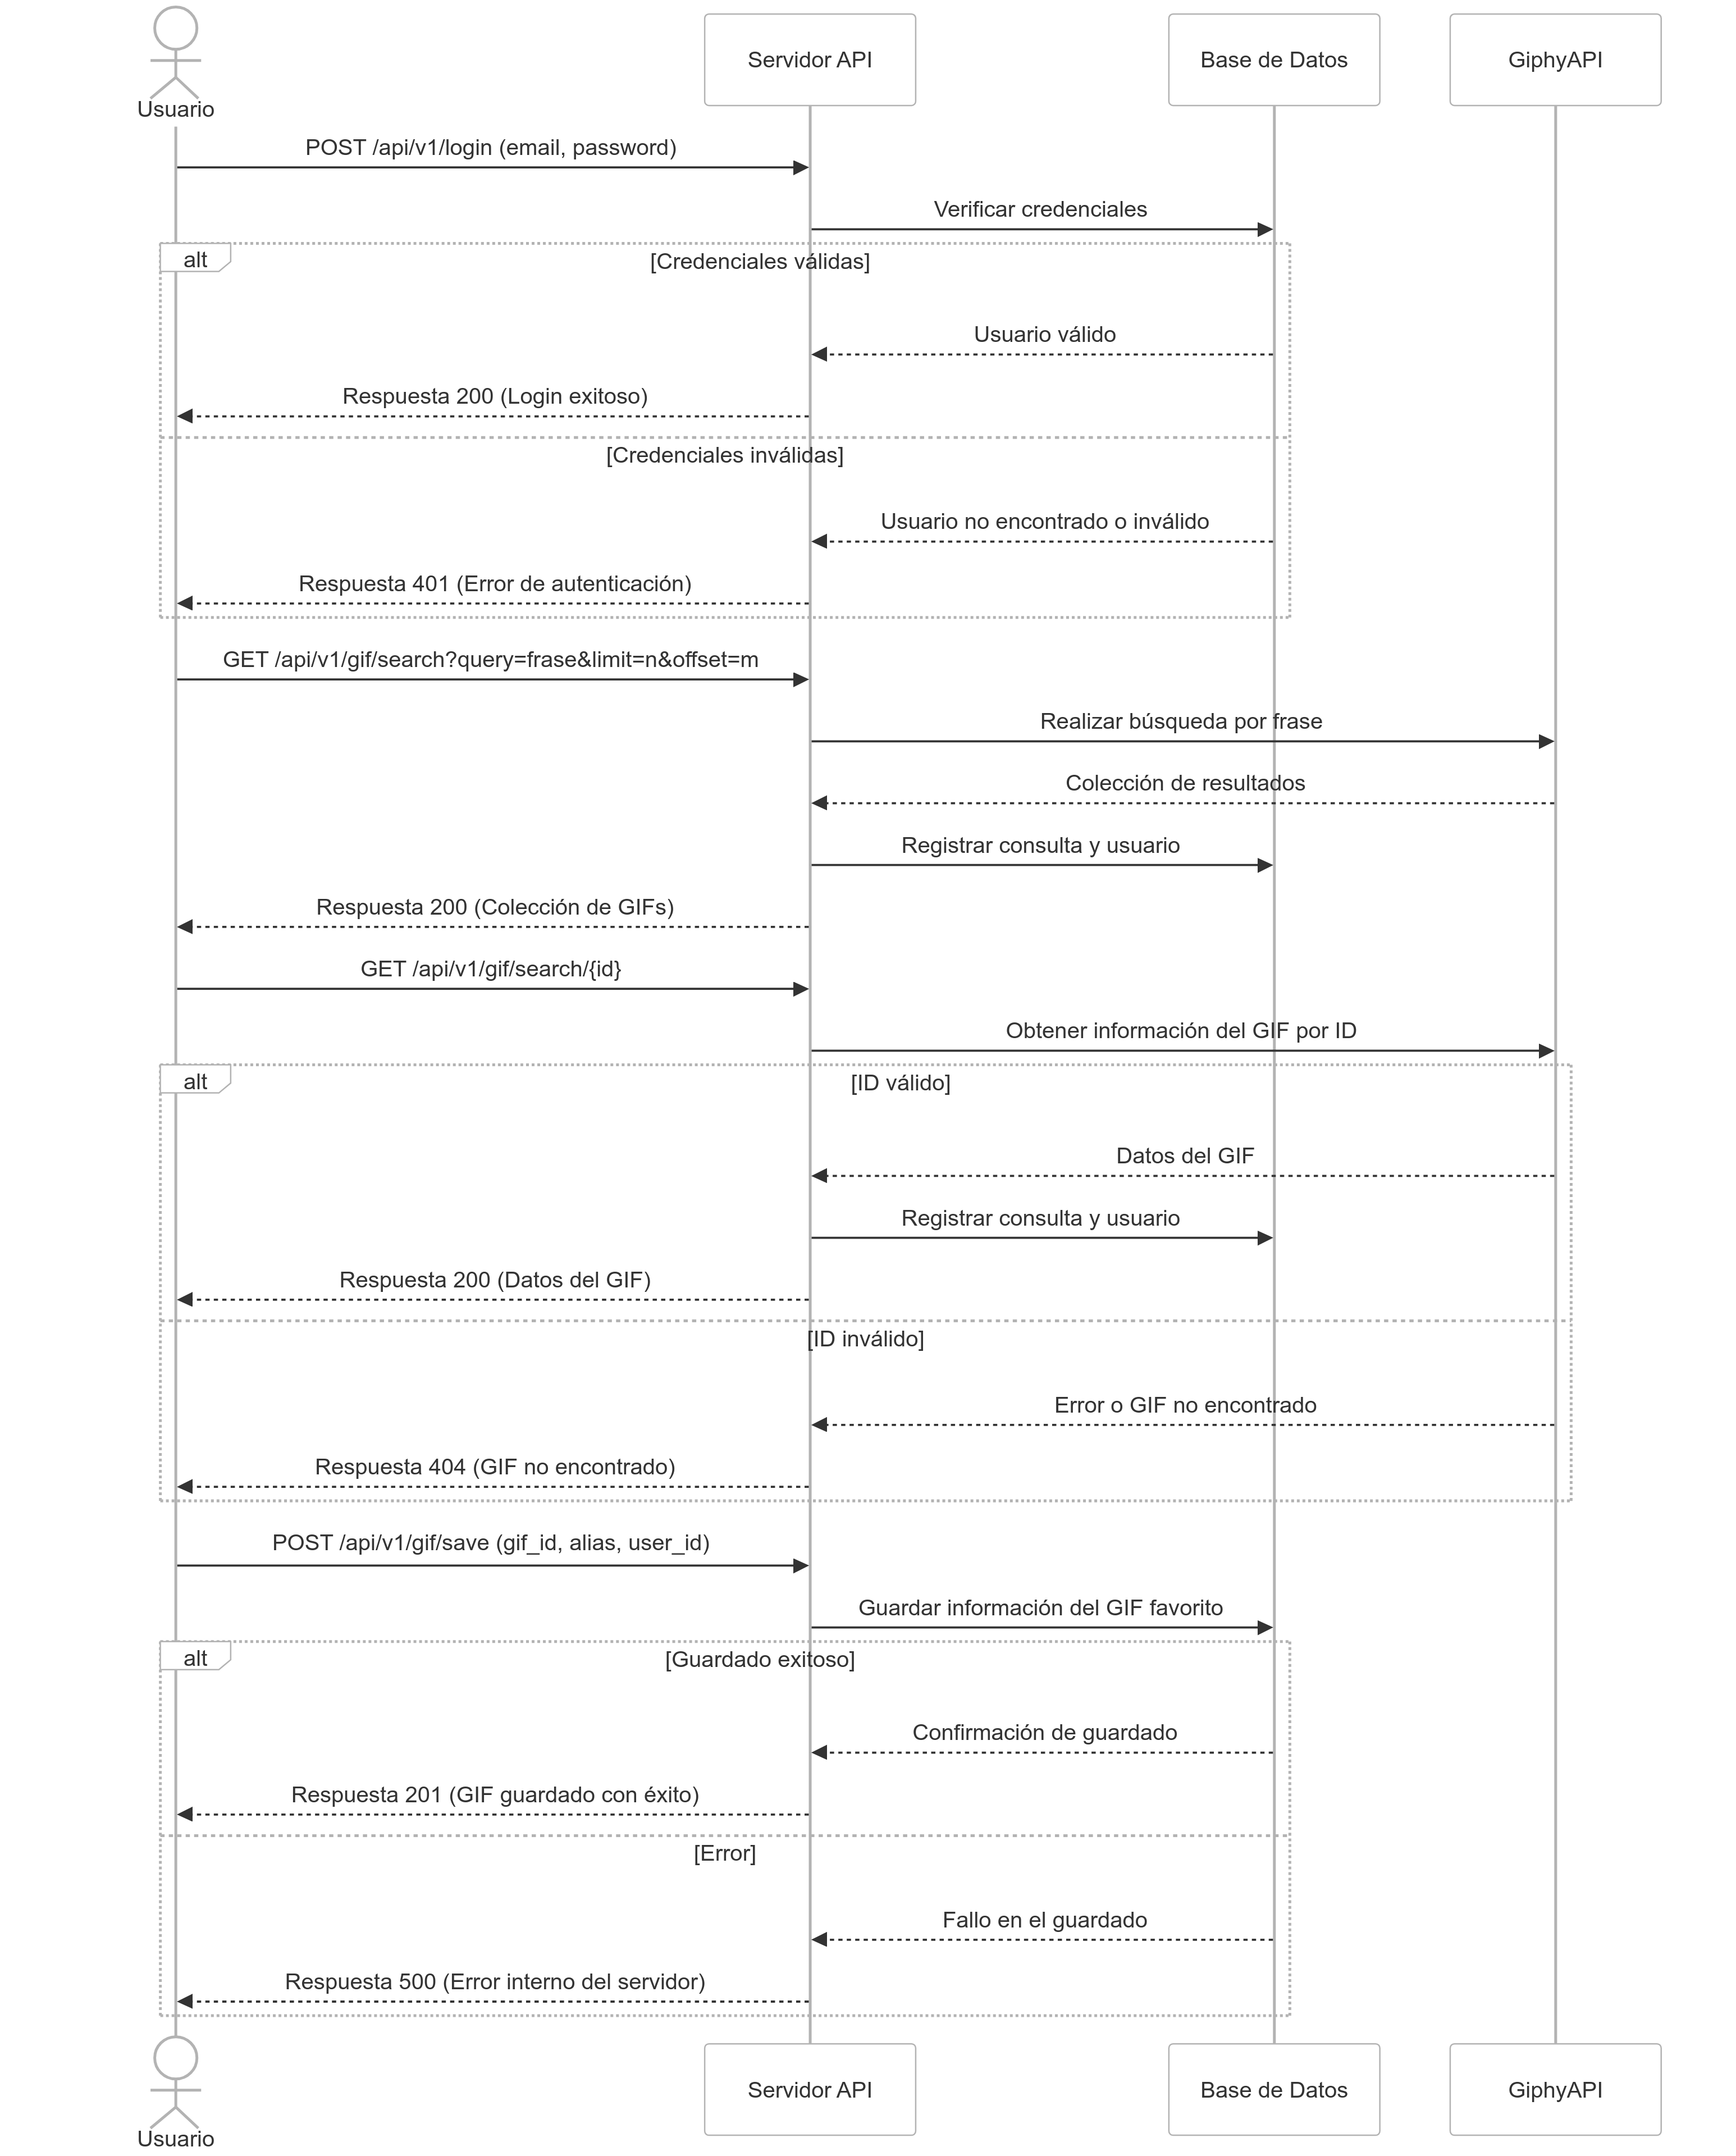 Usuario
Servidor API
Base de Datos
GiphyAPI
POST /api/v1/login (email, password)
Verificar credenciales
alt
[Credenciales válidas]
Usuario válido
Respuesta 200 (Login exitoso)
[Credenciales inválidas]
Usuario no encontrado o inválido
Respuesta 401 (Error de autenticación)
GET /api/v1/gif/search?query=frase&limit=n&offset=m
Realizar búsqueda por frase
Colección de resultados
Registrar consulta y usuario
Respuesta 200 (Colección de GIFs)
GET /api/v1/gif/search/{id}
Obtener información del GIF por ID
alt
[ID válido]
Datos del GIF
Registrar consulta y usuario
Respuesta 200 (Datos del GIF)
[ID inválido]
Error o GIF no encontrado
Respuesta 404 (GIF no encontrado)
POST /api/v1/gif/save (gif_id, alias, user_id)
Guardar información del GIF favorito
alt
[Guardado exitoso]
Confirmación de guardado
Respuesta 201 (GIF guardado con éxito)
[Error]
Fallo en el guardado
Respuesta 500 (Error interno del servidor)
Usuario
Servidor API
Base de Datos
GiphyAPI